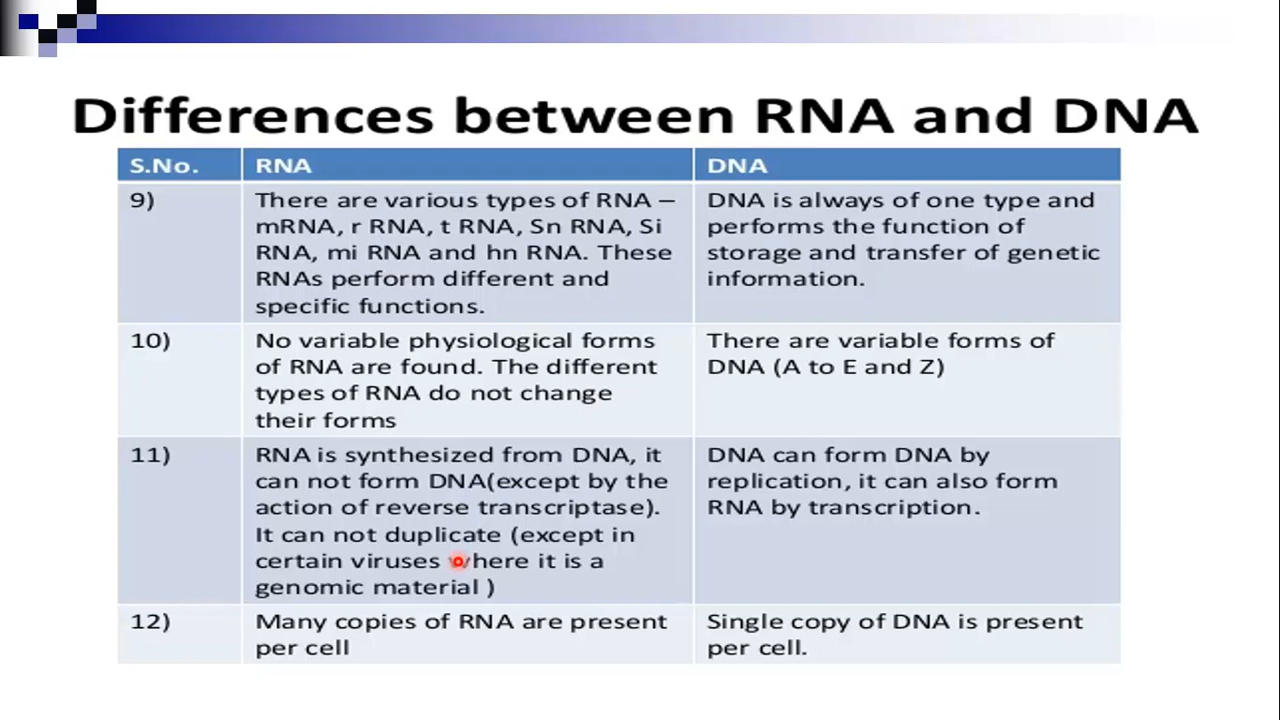 Differences between RNA and DNA
S.No. RNA DNA
9) There are various types of RNA –
mRNA, r RNA, t RNA, Sn RNA, Si
RNA, mi RNA and hn RNA. These
RNAs perform different and
specific functions.
DNA is always of one type and
performs the function of
storage and transfer of genetic
information.
10) No variable physiological forms
of RNA are found. The different
types of RNA do not change
their forms
There are variable forms of
DNA (A to E and Z)
11) RNA is synthesized from DNA, it
can not form DNA(except by the
action of reverse transcriptase).
It can not duplicate (except in
certain viruses where it is a
genomic material )
DNA can form DNA by
replication, it can also form
RNA by transcription.
12) Many copies of RNA are present
per cell
Single copy of DNA is present
per cell.